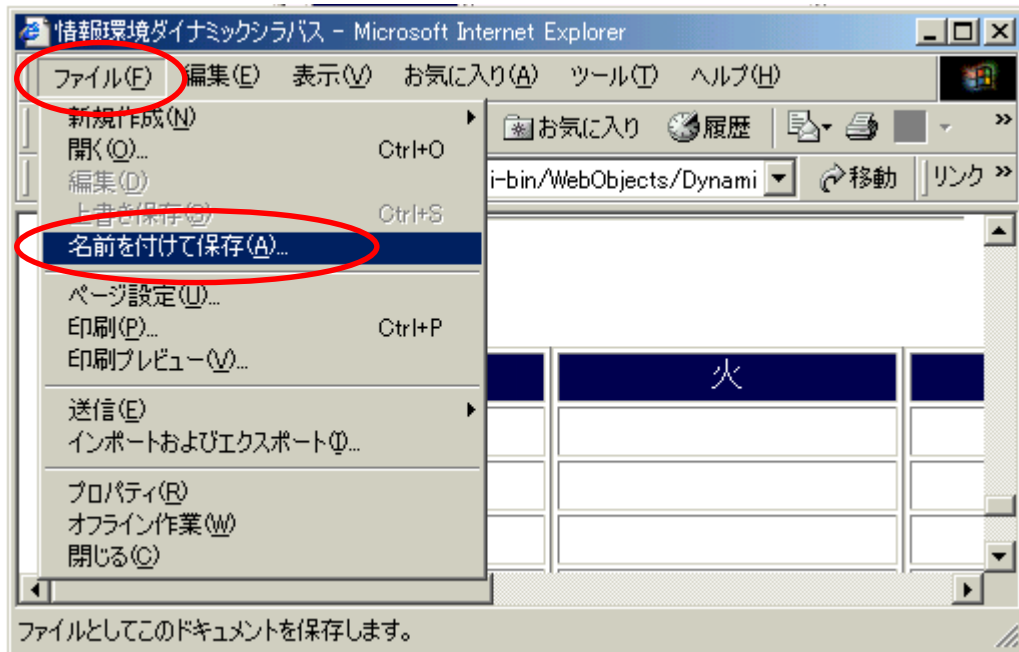 情報環境ダイナミックシラバス - Microsoft Internet Explorer
ファイル(F) 編集(E) 表示(V) お気に入り(A) ツール(T) ヘルプ(H)
お気に入り 履歴 »
i-bin/WebObjects/Dynami 移動 リンク »
新規作成(N)
開く(O)... Ctrl+O
編集(D)
上書き保存(S) Ctrl+S
名前を付けて保存(A)...
ページ設定(U)...
印刷(P)... Ctrl+P
印刷プレビュー(V)...
送信(E)
インポートおよびエクスポート(I)...
プロパティ(R)
オフライン作業(W)
閉じる(C)
火
ファイルとしてこのドキュメントを保存します。